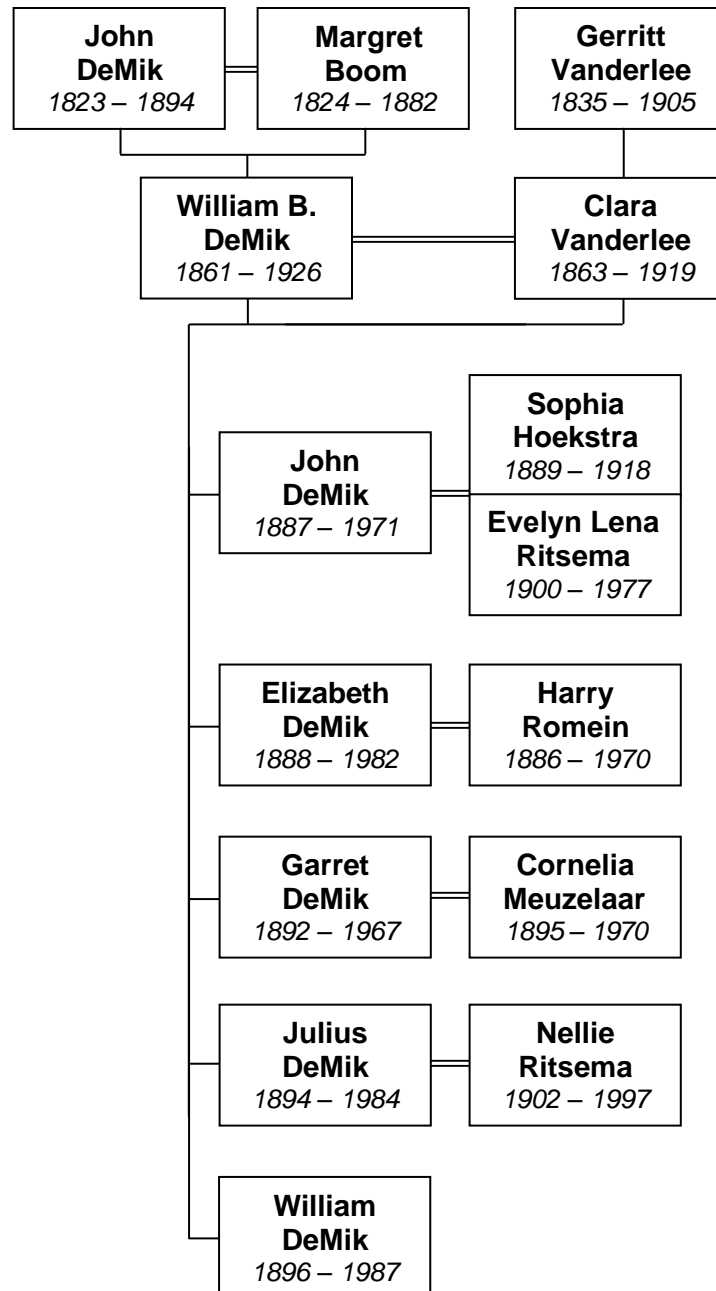 John
DeMik
1823 – 1894
Margret
Boom
1824 – 1882
Gerritt
Vanderlee
1835 – 1905
William B.
DeMik
1861 – 1926
Clara
Vanderlee
1863 – 1919
John
DeMik
1887 – 1971
Sophia
Hoekstra
1889 – 1918
Evelyn Lena
Ritsema
1900 – 1977
Elizabeth
DeMik
1888 – 1982
Harry
Romein
1886 – 1970
Garret
DeMik
1892 – 1967
Cornelia
Meuzelaar
1895 – 1970
Julius
DeMik
1894 – 1984
Nellie
Ritsema
1902 – 1997
William
DeMik
1896 – 1987